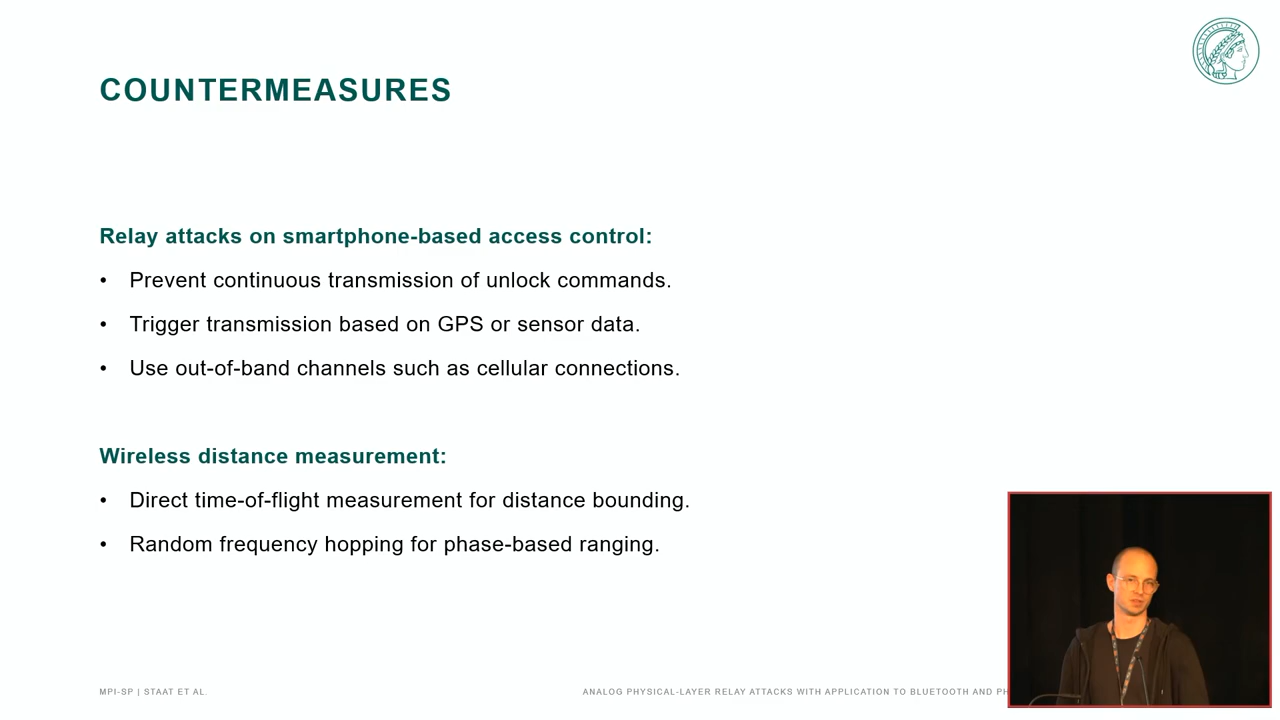 COUNTERMEASURES
Relay attacks on smartphone-based access control:
• Prevent continuous transmission of unlock commands.
• Trigger transmission based on GPS or sensor data.
• Use out-of-band channels such as cellular connections.
Wireless distance measurement:
• Direct time-of-flight measurement for distance bounding.
• Random frequency hopping for phase-based ranging.
MPI-SP | STAAT ET AL.
ANALOG PHYSICAL-LAYER RELAY ATTACKS WITH APPLICATION TO BLUETOOTH AND PH